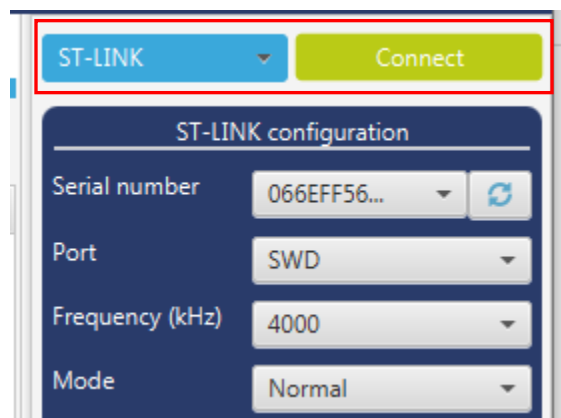 ST-LINK Connect
ST-LINK configuration
Serial number 066EFF56...
Port SWD
Frequency (kHz) 4000
Mode Normal